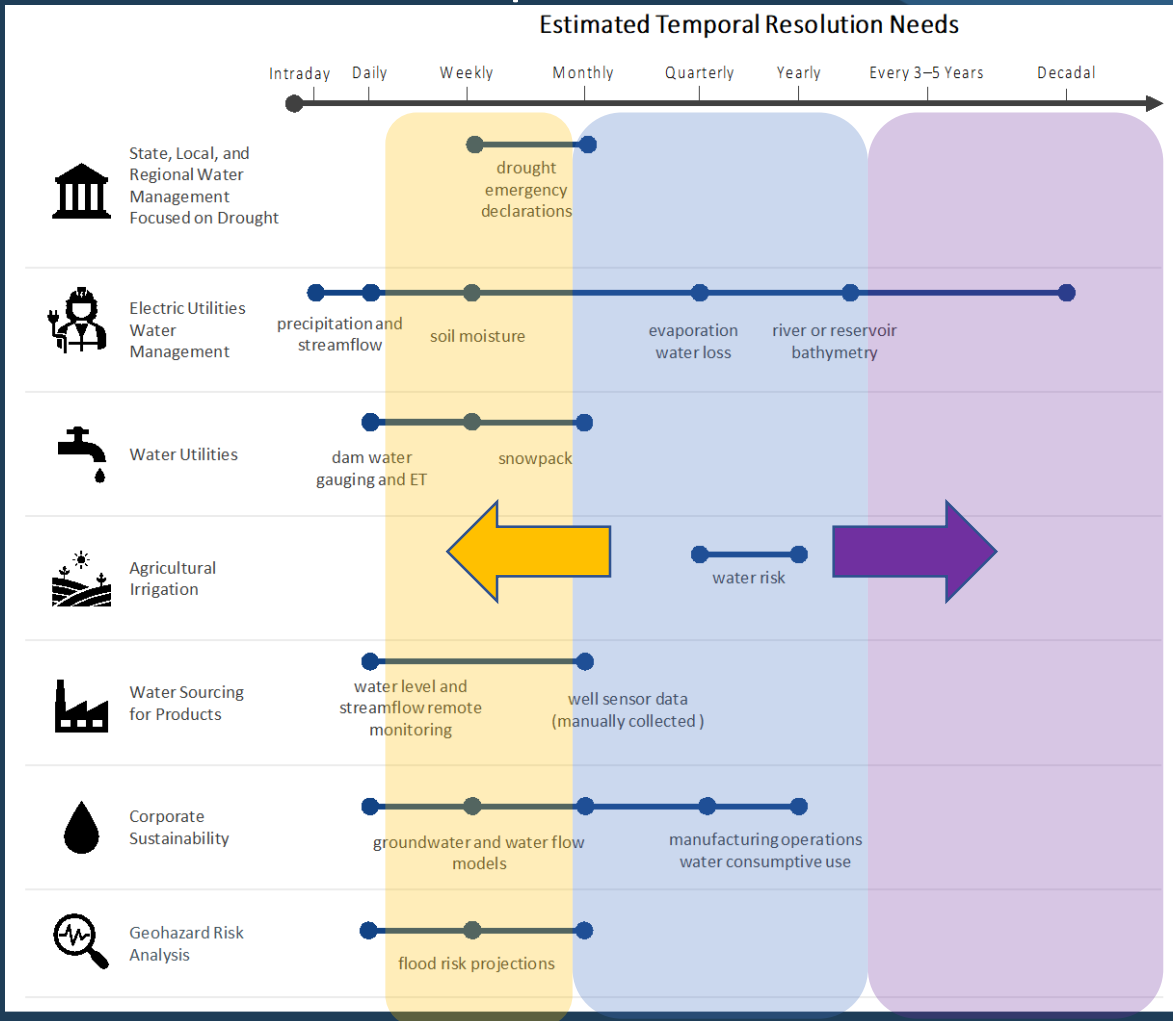 Estimated Temporal Resolution Needs
Intraday Daily Weekly Monthly Quarterly Yearly Every 3–5 Years Decadal
State, Local, and
Regional Water
Management
Focused on Drought
drought
emergency
declarations
Electric Utilities
Water
Management
precipitation and
streamflow
soil moisture
evaporation
water loss
river or reservoir
bathymetry
Water Utilities
dam water
gauging and ET
snowpack
Agricultural
Irrigation
water risk
Water Sourcing
for Products
water level and
streamflow remote
monitoring
well sensor data
(manually collected )
Corporate
Sustainability
groundwater and water flow
models
manufacturing operations
water consumptive use
Geohazard Risk
Analysis
flood risk projections